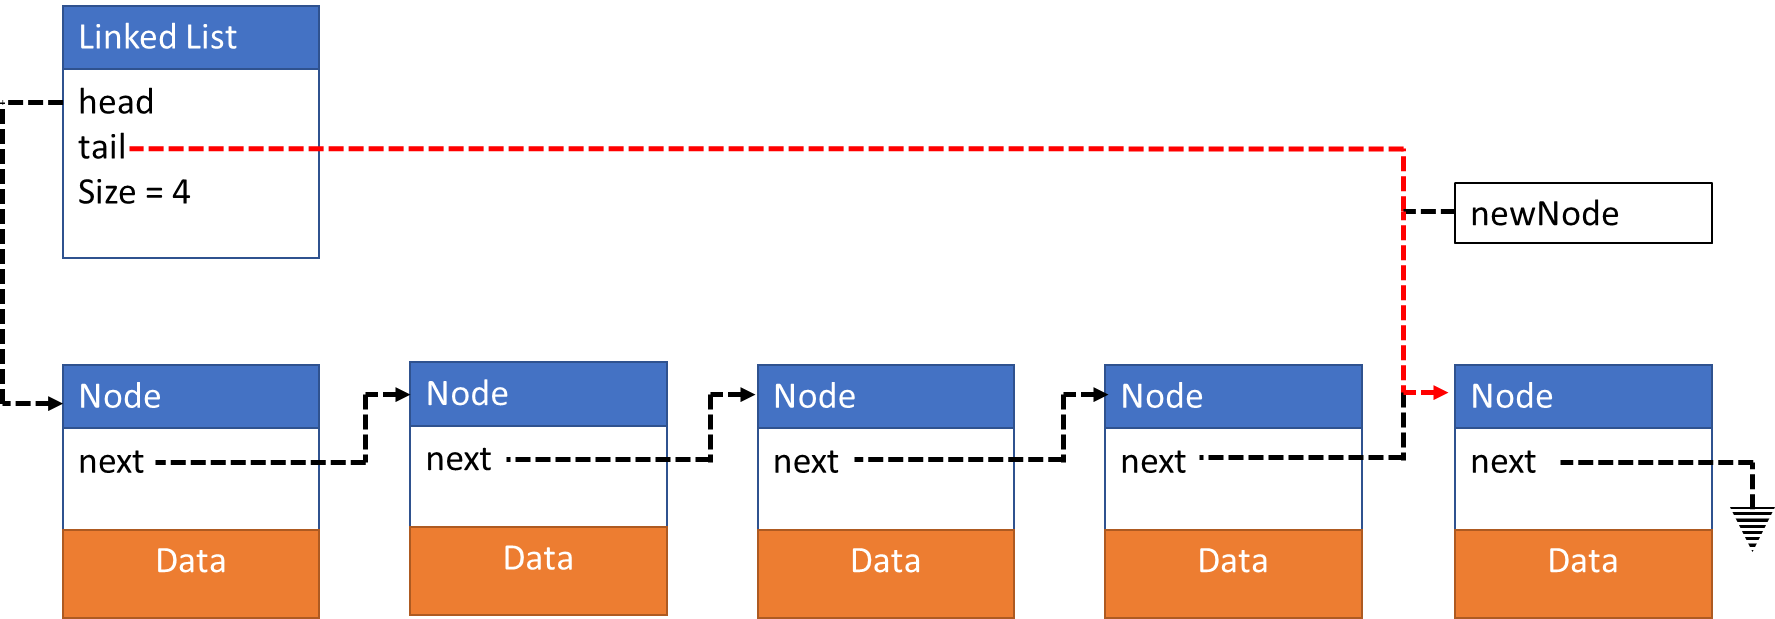 Linked List
head
tail
Size = 4
newNode
Node
next
Data
Node
next
Data
Node
next
Data
Node
next
Data
Node
next
Data